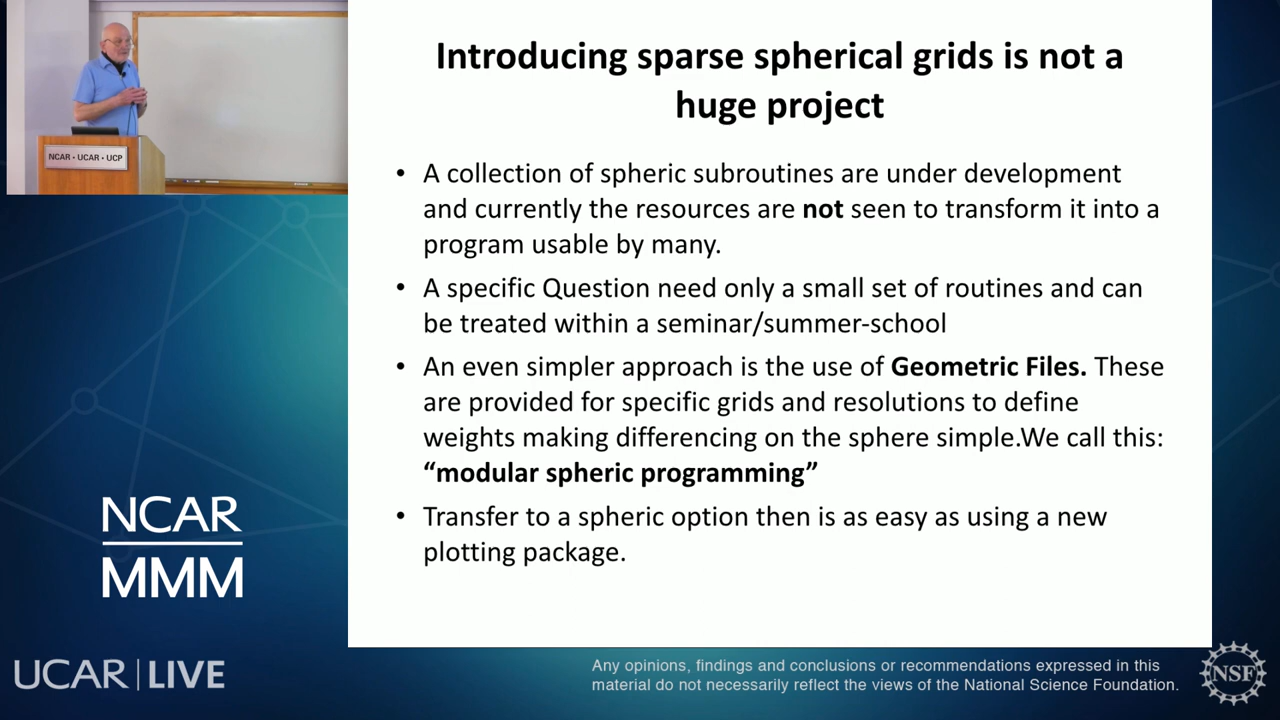 Introducing sparse spherical grids is not a
huge project
• A collection of spheric subroutines are under development
and currently the resources are not seen to transform it into a
program usable by many.
• A specific Question need only a small set of routines and can
be treated within a seminar/summer-school
• An even simpler approach is the use of Geometric Files. These
are provided for specific grids and resolutions to define
weights making differencing on the sphere simple.We call this:
“modular spheric programming”
• Transfer to a spheric option then is as easy as using a new
plotting package.
NCAR • UCAR • UCP
NCAR
MMM
UCAR | LIVE
Any opinions, findings and conclusions or recommendations expressed in this
material do not necessarily reflect the views of the National Science Foundation.
NSF